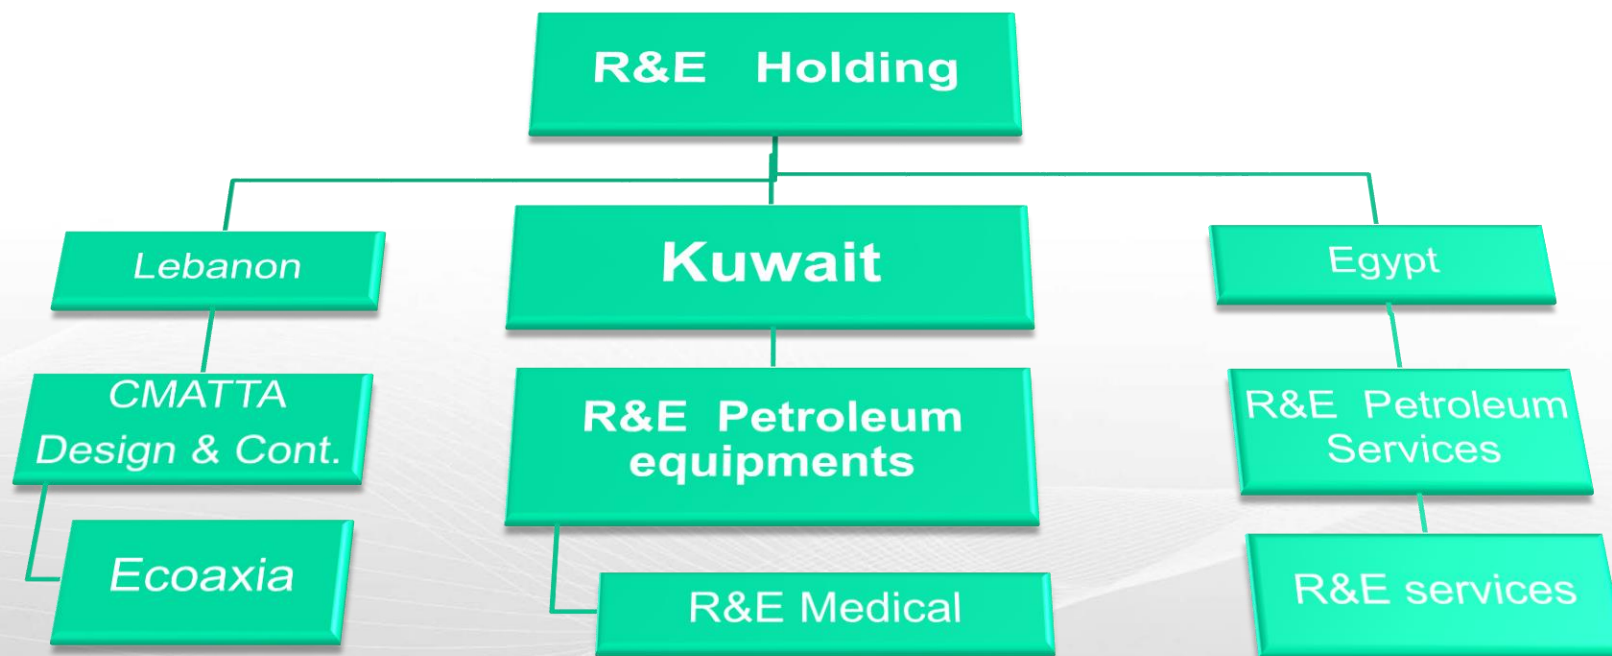 R&E Holding
Lebanon
Kuwait
Egypt
CMATTA
Design & Cont.
R&E Petroleum
equipments
R&E Petroleum
Services
Ecoaxia
R&E Medical
R&E services